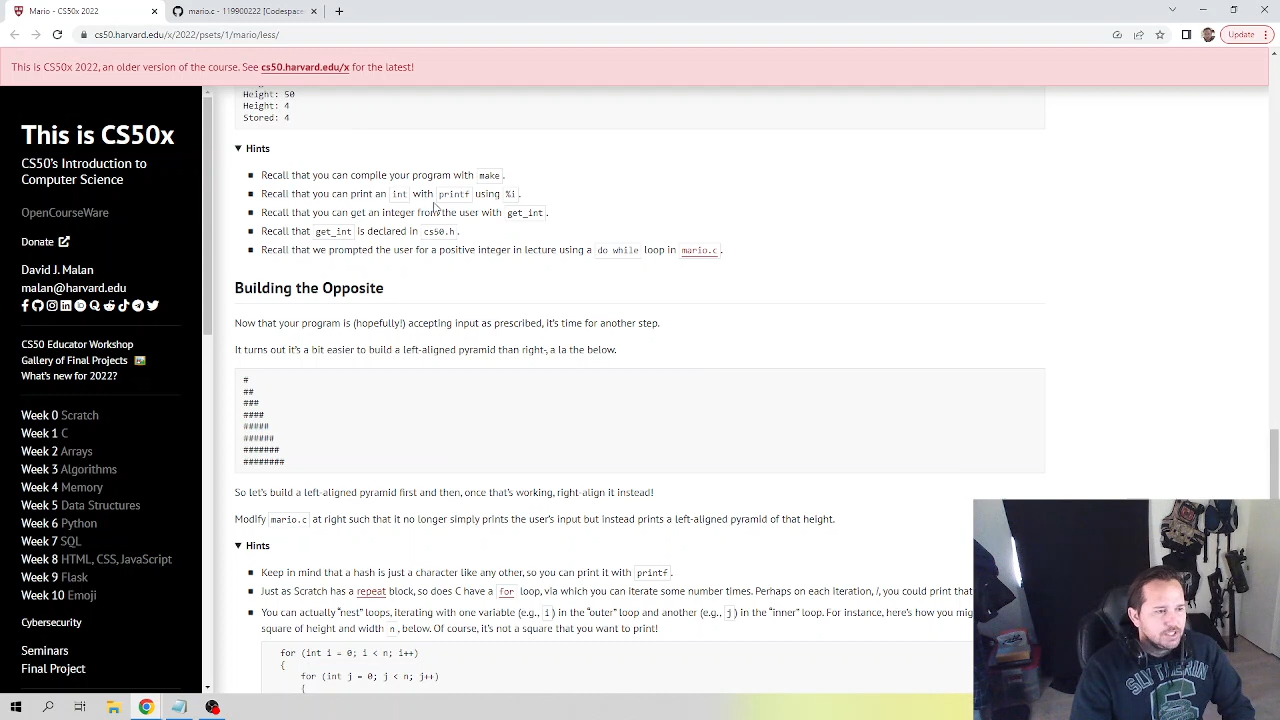 Mario - CS50x 2022
mario.c - 119900222 [Codespace
cs50.harvard.edu/x/2022/psets/1/mario/less/
Update
This is CS50x 2022, an older version of the course. See cs50.harvard.edu/x for the latest!
This is CS50x
CS50's Introduction to
Computer Science
OpenCourseWare
Donate
David J. Malan
malan@harvard.edu
CS50 Educator Workshop
Gallery of Final Projects
What's new for 2022?
Week 0 Scratch
Week 1 C
Week 2 Arrays
Week 3 Algorithms
Week 4 Memory
Week 5 Data Structures
Week 6 Python
Week 7 SQL
Week 8 HTML, CSS, JavaScript
Week 9 Flask
Week 10 Emoji
Cybersecurity
Seminars
Final Project
Height: 50
Height: 4
Stored: 4
Hints
Recall that you can compile your program with make.
Recall that you can print an int with printf using %i.
Recall that you can get an integer from the user with get_int.
Recall that get_int is declared in cs50.h.
Recall that we prompted the user for a positive integer in lecture using a do while loop in mario.c.
Building the Opposite
Now that your program is (hopefully!) accepting input as prescribed, it's time for another step.
It turns out it's a bit easier to build a left-aligned pyramid than right-, a la the below.
#
##
###
####
#####
######
#######
########
So let's build a left-aligned pyramid first and then, once that's working, right-align it instead!
Modify mario.c at right such that it no longer simply prints the user's input but instead prints a left-aligned pyramid of that height.
Hints
Keep in mind that a hash is just a character like any other, so you can print it with printf.
Just as Scratch has a repeat block, so does C have a for loop, via which you can iterate some number times. Perhaps on each iteration, i, you could print that
You can actually "nest" loops, iterating with one variable (e.g., i) in the "outer" loop and another (e.g., j) in the "inner" loop. For instance, here's how you
square of height and width n, below. Of course, it's not a square that you want to print!
for (int i = 0; i < n; i++)
{
for (int j = 0; j < n; j++)
{
SLYTHERIN